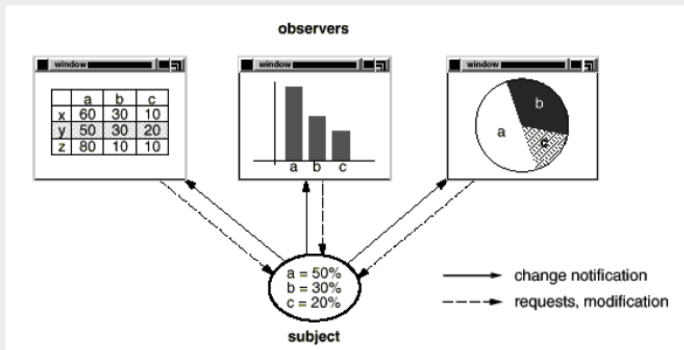 observers
window
window
window
a b c
x 60 30 10
y 50 30 20
z 80 10 10
a b c
a
b
c
a = 50%
b = 30%
c = 20%
subject
change notification
requests, modification